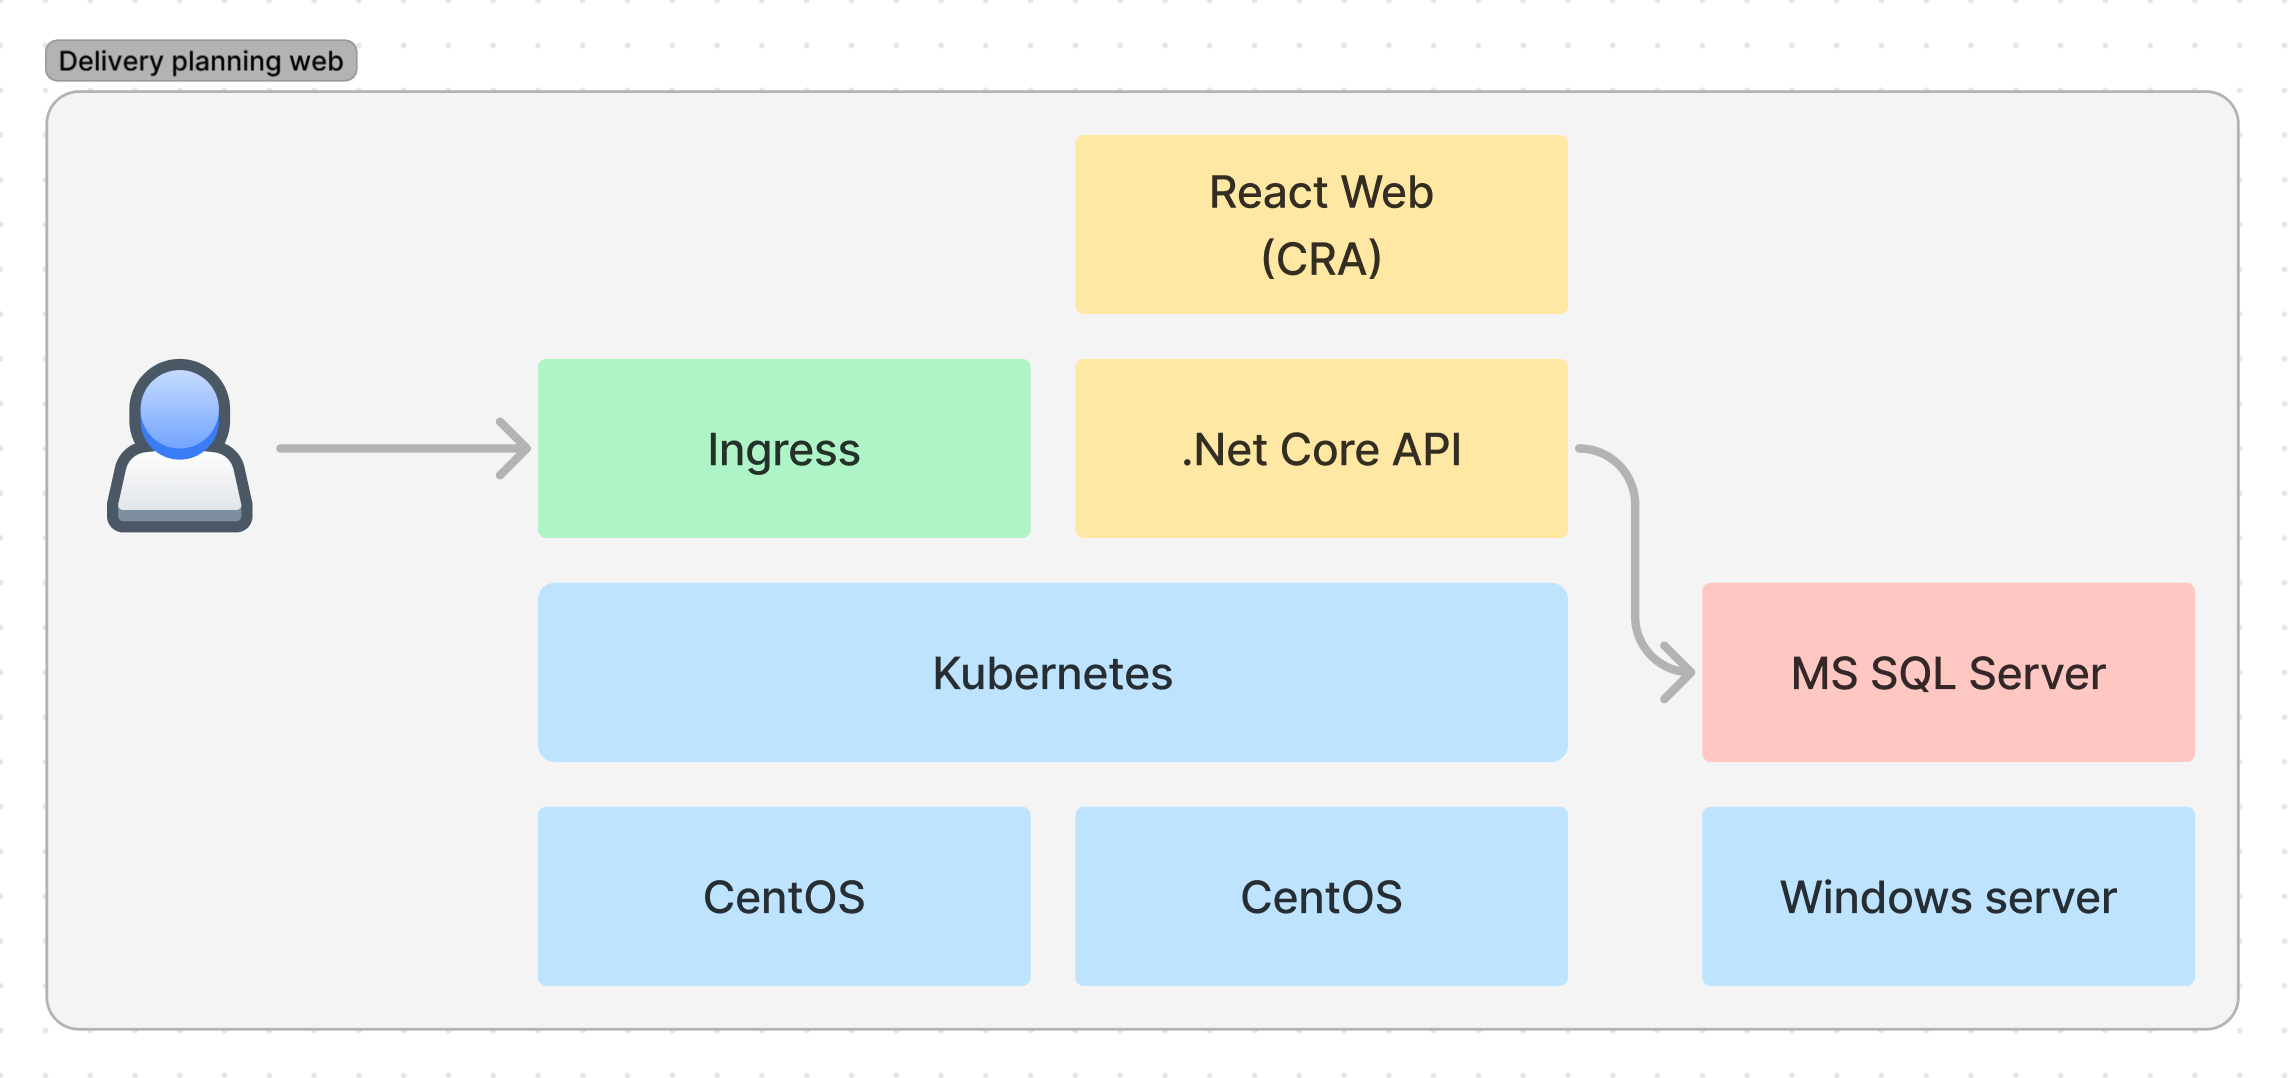 Delivery planning web
React Web
(CRA)
Ingress
.Net Core API
Kubernetes
MS SQL Server
CentOS
CentOS
Windows server